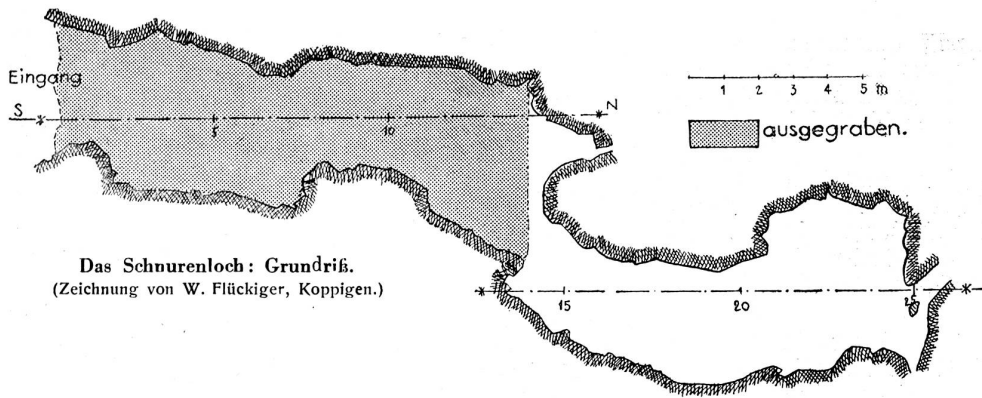 Eingang
S
N
5
10
1 2 3 4 5 m
ausgegraben.
Das Schnurenloch: Grundriß.
(Zeichnung von W. Flückiger, Koppigen.)
15
20
25